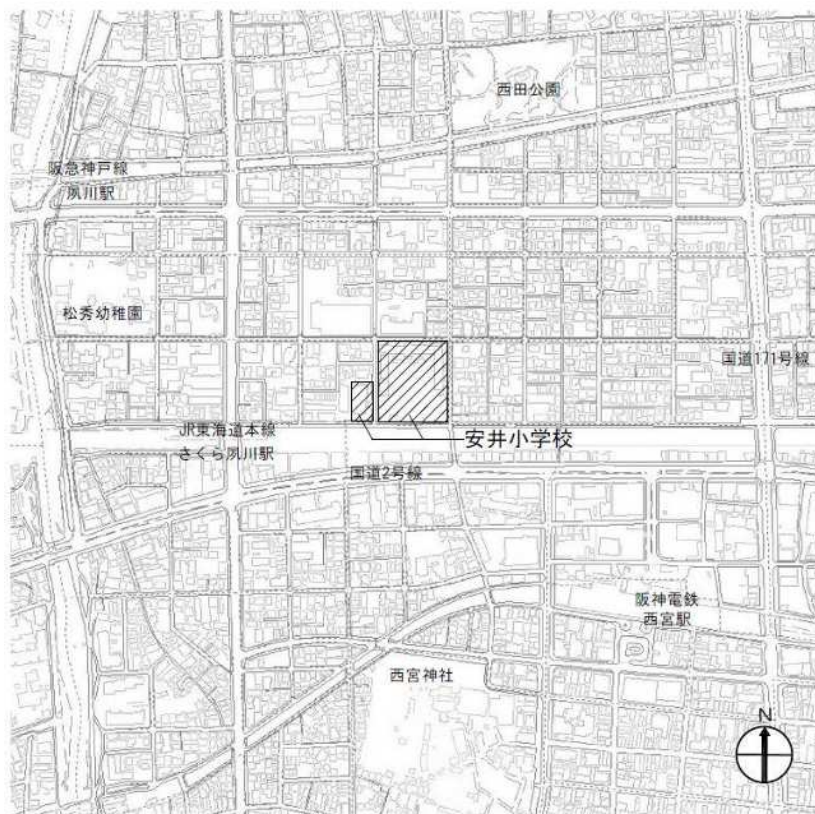 西田公園
阪急神戸線
夙川駅
松秀幼稚園
国道171号線
JR東海道本線
さくら夙川駅
安井小学校
国道2号線
阪神電鉄
西宮駅
西宮神社
N